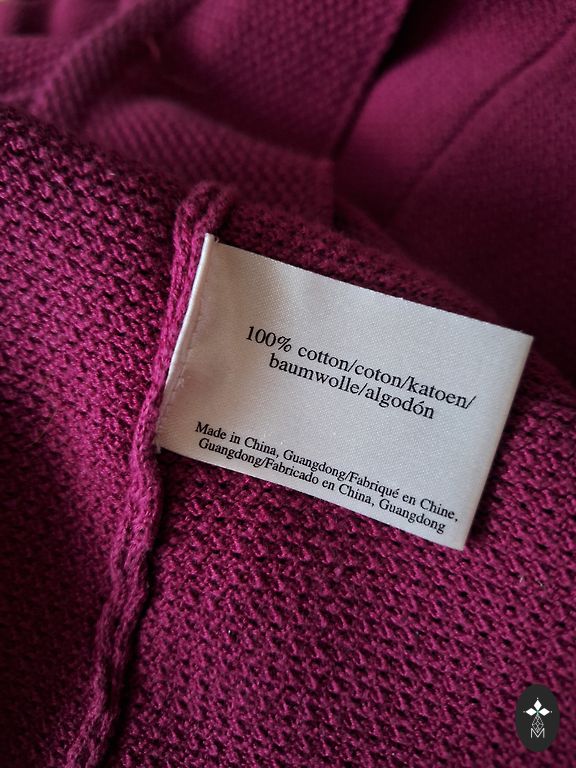 100% cotton/coton/katoen/
baumwolle/algodón
Made in China, Guangdong/Fabriqué en Chine,
Guangdong/Fabricado en China, Guangdong